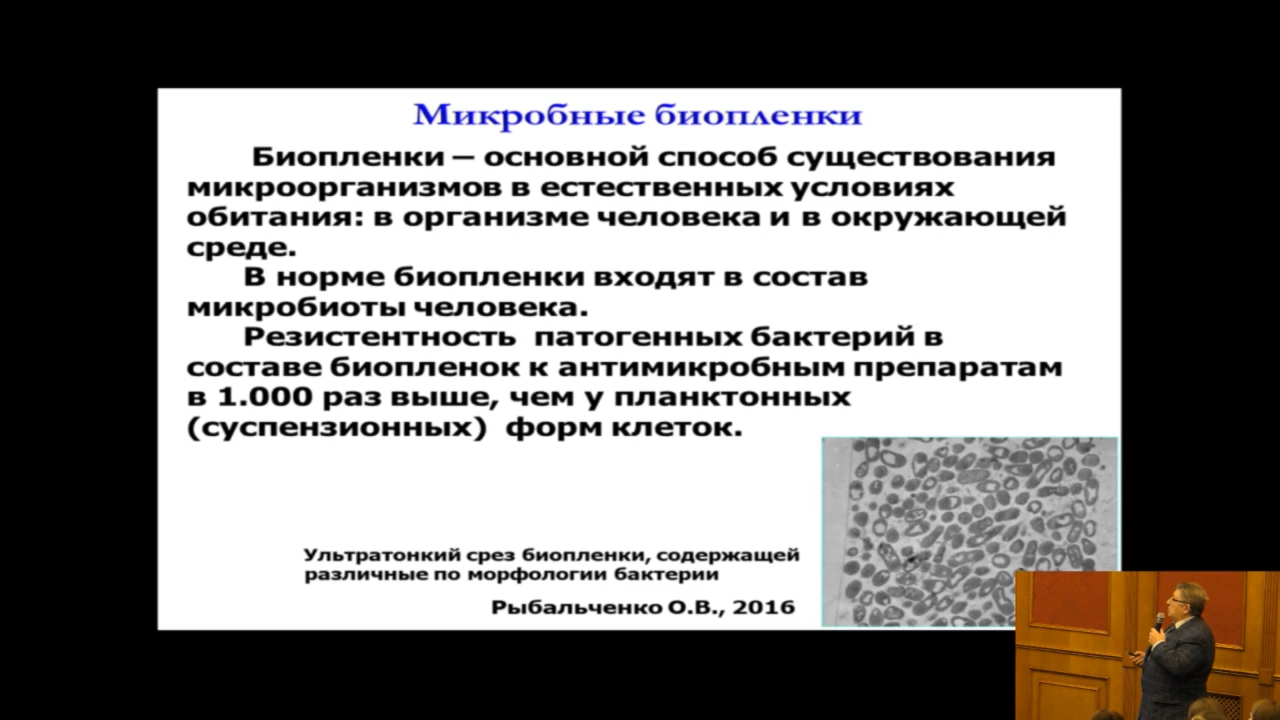 Микробные биопленки
Биопленки – основной способ существования
микроорганизмов в естественных условиях
обитания: в организме человека и в окружающей
среде.
В норме биопленки входят в состав
микробиоты человека.
Резистентность патогенных бактерий в
составе биопленок к антимикробным препаратам
в 1.000 раз выше, чем у планктонных
(суспензионных) форм клеток.
Ультратонкий срез биопленки, содержащей
различные по морфологии бактерии
Рыбальченко О.В., 2016